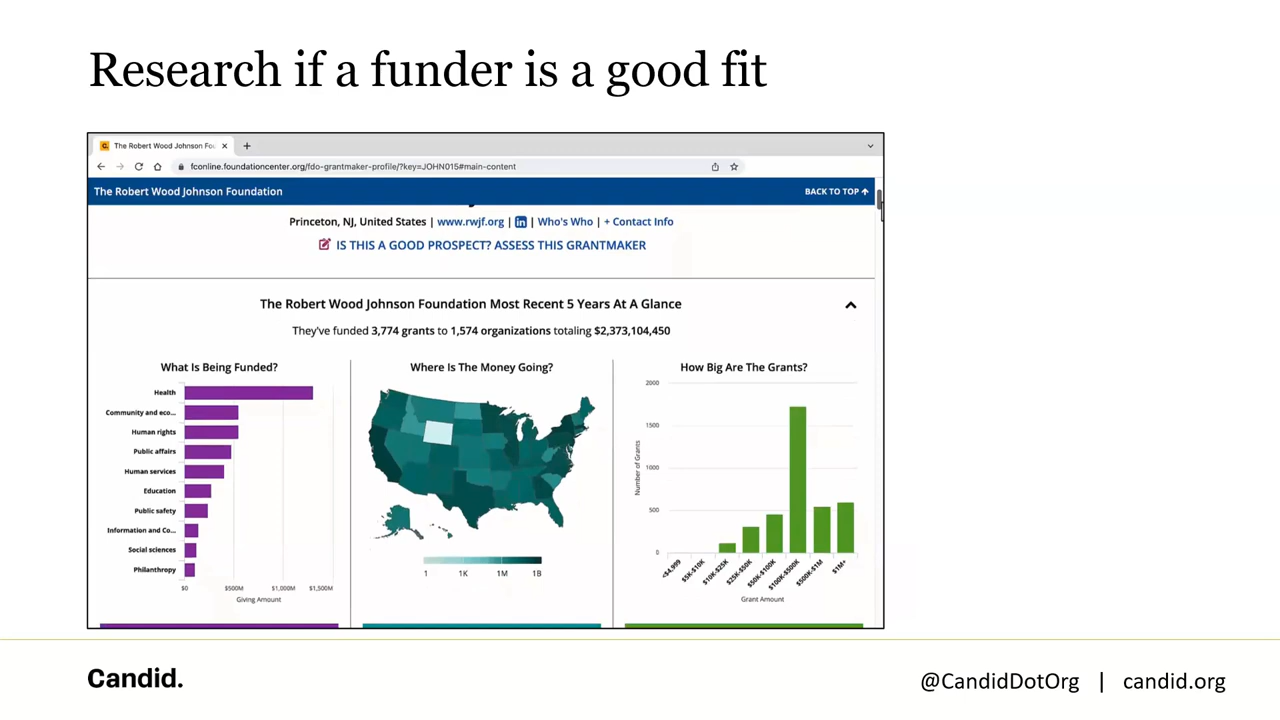 Research if a funder is a good fit
The Robert Wood Johnson Fou
fconline.foundationcenter.org/fdo-grantmaker-profile/?key=JOHN015#main-content
The Robert Wood Johnson Foundation
BACK TO TOP
Princeton, NJ, United States | www.rwjf.org | in | Who's Who | + Contact Info
IS THIS A GOOD PROSPECT? ASSESS THIS GRANTMAKER
The Robert Wood Johnson Foundation Most Recent 5 Years At A Glance
They've funded 3,774 grants to 1,574 organizations totaling $2,373,104,450
What Is Being Funded?
Health
Community and eco...
Human rights
Public affairs
Human services
Education
Public safety
Information and Co...
Social sciences
Philanthropy
$0 $500M $1,000M $1,500M
Giving Amount
Where Is The Money Going?
1 1K 1M 1B
How Big Are The Grants?
Number of Grants
2000
1500
1000
500
0
<$4,999 $5K-$10K $10K-$25K $25K-$50K $50K-$100K $100K-$500K $500K-$1M $1M+
Grant Amount
Candid.
@CandidDotOrg | candid.org